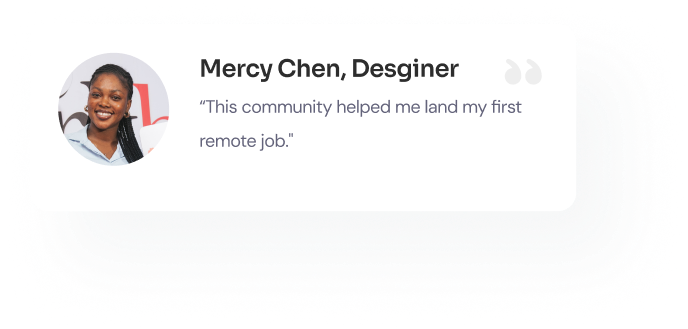 Mercy Chen, Desginer
“This community helped me land my first
remote job."